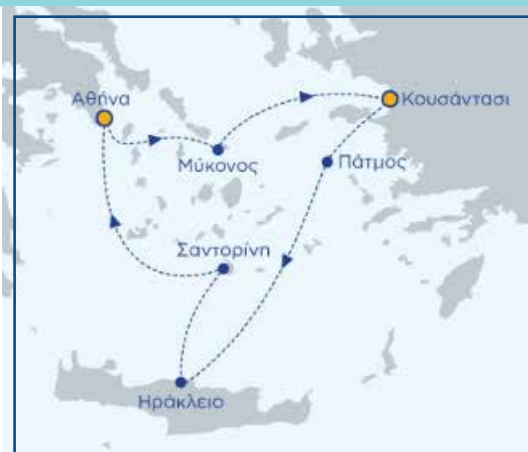 Αθήνα
Κουσάντασι
Μύκονος
Πάτμος
Σαντορίνη
Ηράκλειο